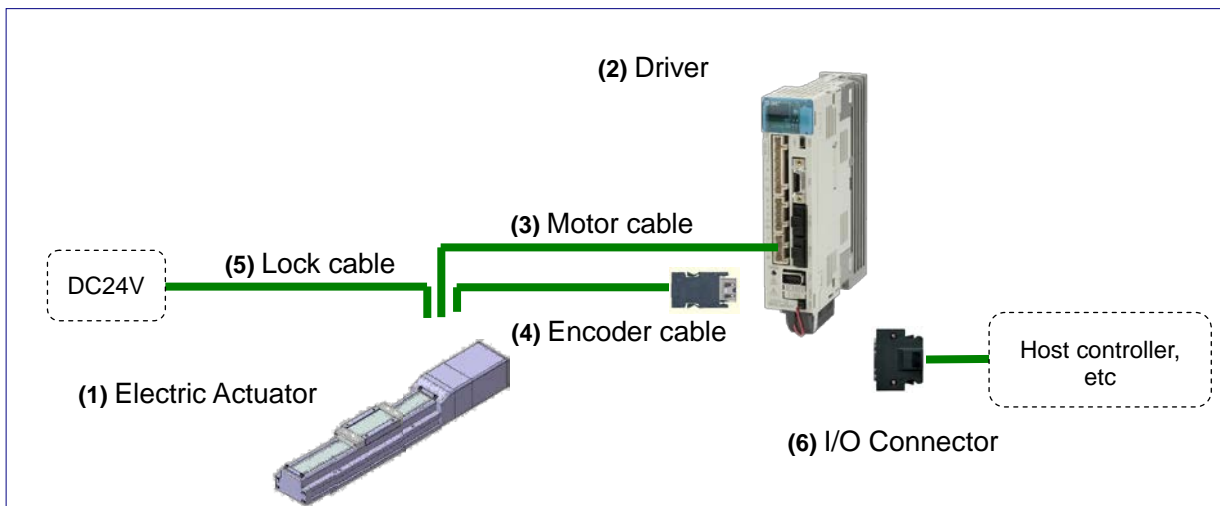 (2) Driver
(3) Motor cable
(5) Lock cable
DC24V
(4) Encoder cable
Host controller,
etc
(1) Electric Actuator
(6) I/O Connector